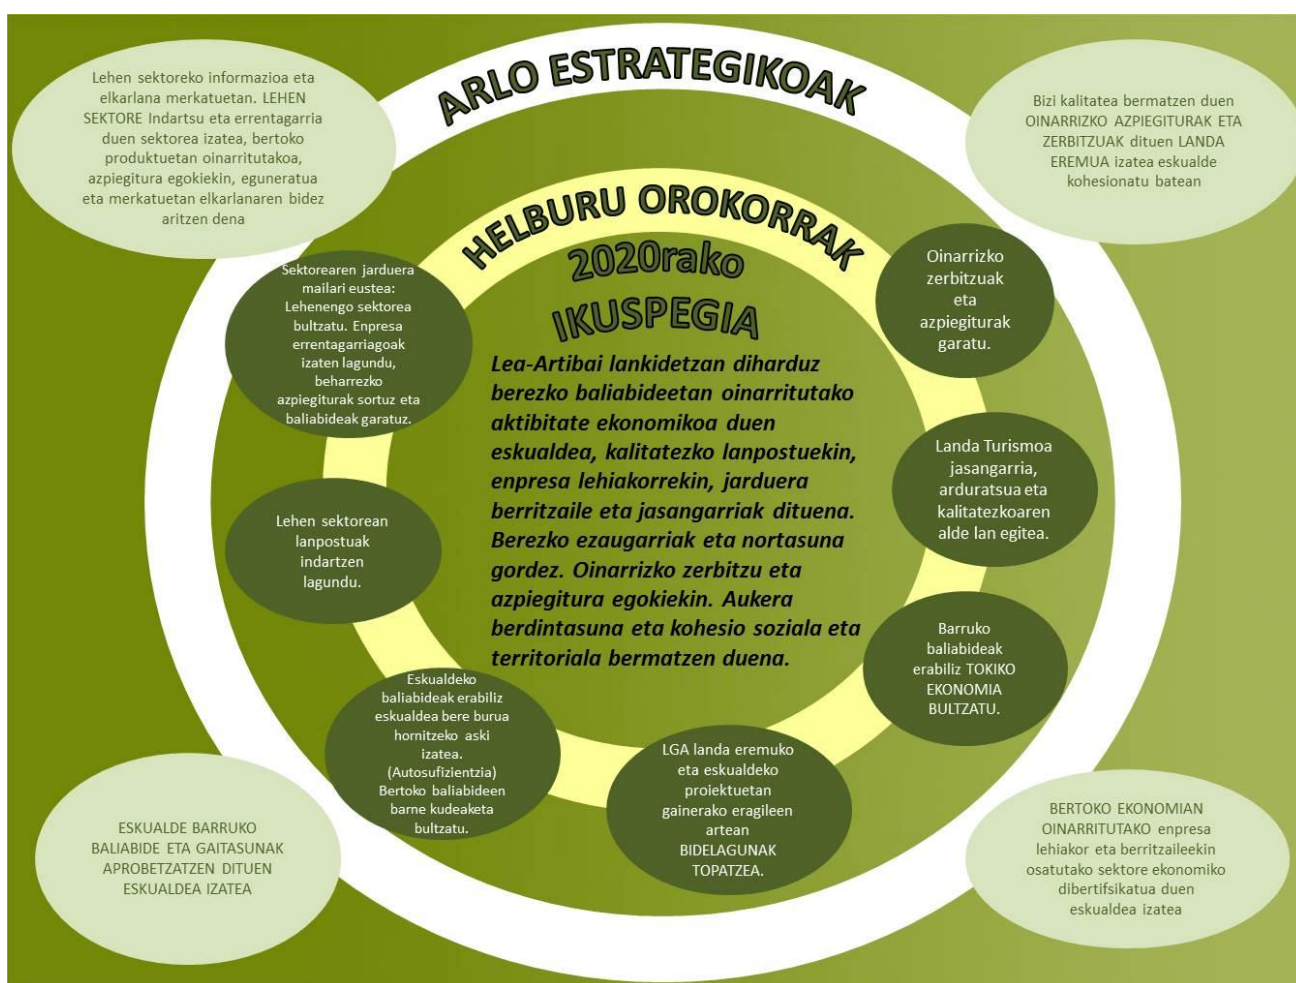 ARLO ESTRATEGIKOAK
Lehen sektoreko informazioa eta
elkarlana merkatuetan. LEHEN
SEKTORE Indartsu eta errentagarria
duen sektorea izatea, bertoko
produktuetan oinarritutakoa,
azpiegitura egokiekin, eguneratua
eta merkatuetan elkarlanaren bidez
aritzen dena
Bizi kalitatea bermatzen duen
OINARRIZKO AZPIEGITURAK ETA
ZERBITZUAK dituen LANDA
EREMUA izatea eskualde
kohesionatu batean
HELBURU OROKORRAK
2020rako
IKUSPEGIA
Lea-Artibai lankidetzan diharduz
berezko baliabideetan oinarritutako
aktibitate ekonomikoa duen
eskualdea, kalitatezko lanpostuekin,
enpresa lehiakorrekin, jarduera
berritzaile eta jasangarriak dituena.
Berezko ezaugarriak eta nortasuna
gordez. Oinarrizko zerbitzu eta
azpiegitura egokiekin. Aukera
berdintasuna eta kohesio soziala eta
territoriala bermatzen duena.
Sektorearen jarduera
mailari eustea:
Lehenengo sektorea
bultzatu. Enpresa
errentagarriagoak
izaten lagundu,
beharrezko
azpiegiturak sortuz eta
baliabideak garatuz.
Oinarrizko
zerbitzuak
eta
azpiegiturak
garatu.
Landa Turismoa
jasangarria,
arduratsua eta
kalitatezkoaren
alde lan egitea.
Lehen sektorean
lanpostuak
indartzen
lagundu.
Barruko
baliabideak
erabiliz TOKIKO
EKONOMIA
BULTZATU.
Eskualdeko
baliabideak erabiliz
eskualdea bere burua
hornitzeko aski
izatea.
(Autosufizientzia)
Bertoko baliabideen
barne kudeaketa
bultzatu.
LGA landa eremuko
eta eskualdeko
proiektuetan
gainerako eragileen
artean
BIDELAGUNAK
TOPATZEA.
ESKUALDE BARRUKO
BALIABIDE ETA GAITASUNAK
APROBETZATZEN DITUEN
ESKUALDEA IZATEA
BERTOKO EKONOMIAN
OINARRITUTAKO enpresa
lehiakor eta berritzaileekin
osatutako sektore ekonomiko
dibertifsikatua duen
eskualdea izatea